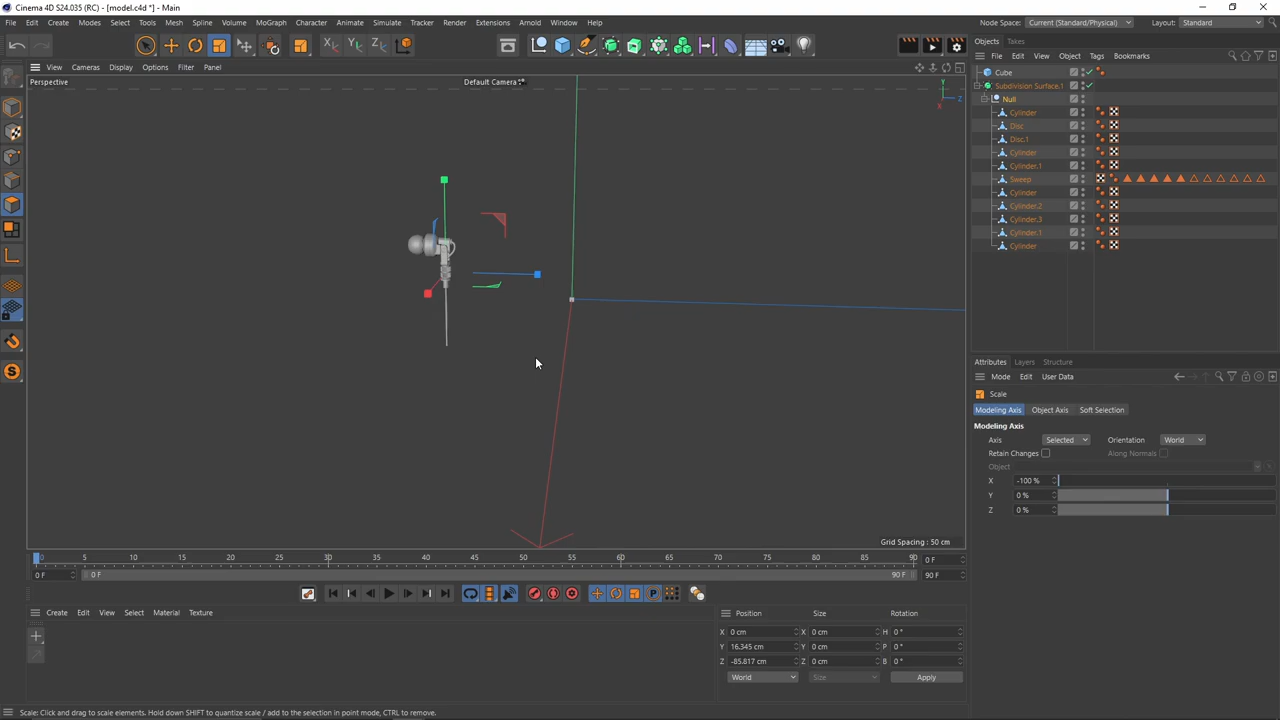 Cinema 4D S24.035 (RC) - [model.c4d *] - Main
File Edit Create Modes Select Tools Mesh Spline Volume MoGraph Character Animate Simulate Tracker Render Extensions Arnold Window Help
Node Space: Current (Standard/Physical) Layout: Standard
X Y Z
Objects Takes
File Edit View Object Tags Bookmarks
View Cameras Display Options Filter Panel
Perspective
Default Camera
Y
Z
X
Cube
Subdivision Surface.1
Null
Cylinder
Disc
Disc.1
Cylinder
Cylinder.1
Sweep
Cylinder
Cylinder.2
Cylinder.3
Cylinder.1
Cylinder
Attributes Layers Structure
Mode Edit User Data
Scale
Modeling Axis Object Axis Soft Selection
Modeling Axis
Axis Selected Orientation World
Retain Changes Along Normals
Object
X -100 %
Y 0 %
Z 0 %
Grid Spacing : 50 cm
0 5 10 15 20 25 30 35 40 45 50 55 60 65 70 75 80 85 90 0 F
0 F 0 F 90 F 90 F
P
Create Edit View Select Material Texture
Position Size Rotation
X 0 cm X 0 cm H 0 °
Y 16.345 cm Y 0 cm P 0 °
Z -85.817 cm Z 0 cm B 0 °
World Size Apply
Scale: Click and drag to scale elements. Hold down SHIFT to quantize scale / add to the selection in point mode, CTRL to remove.